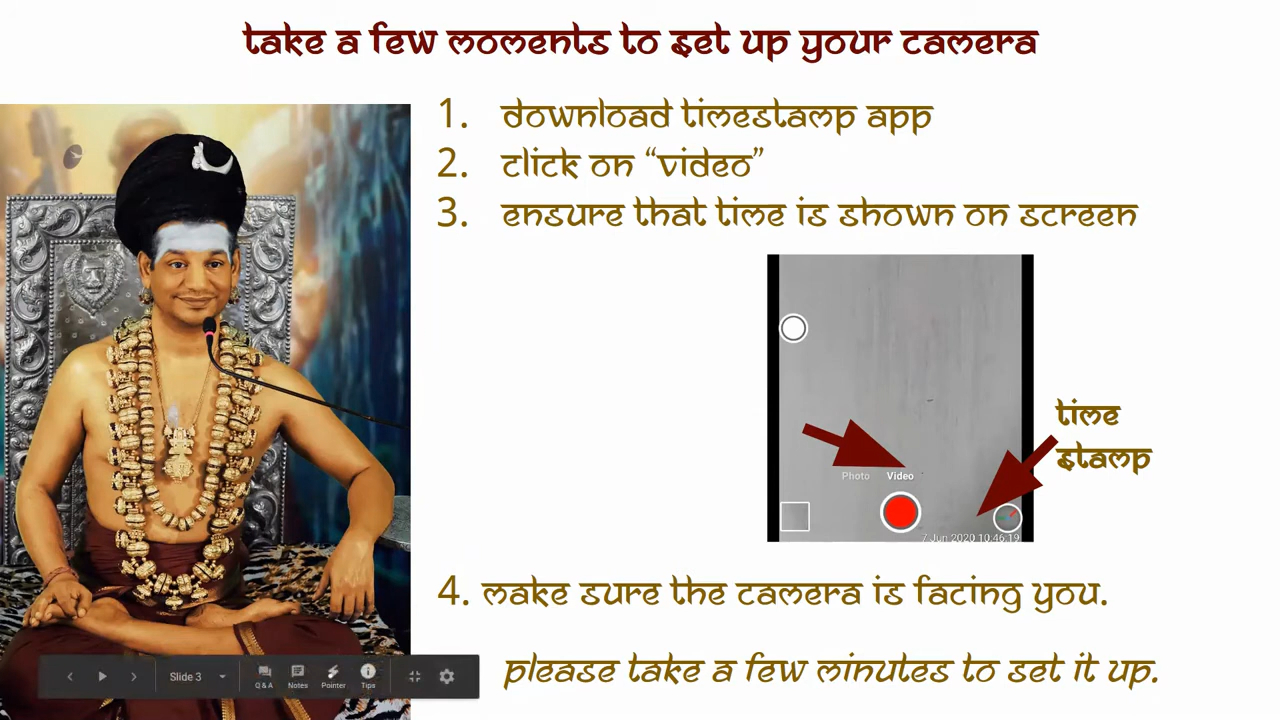 take a few moments to set up your camera
1. download timestamp app
2. click on “video”
3. ensure that time is shown on screen
time
stamp
Photo Video
7 Jun 2020 10:46:19
4. make sure the camera is facing you.
please take a few minutes to set it up.
Slide 3
Q & A Notes Pointer Tips